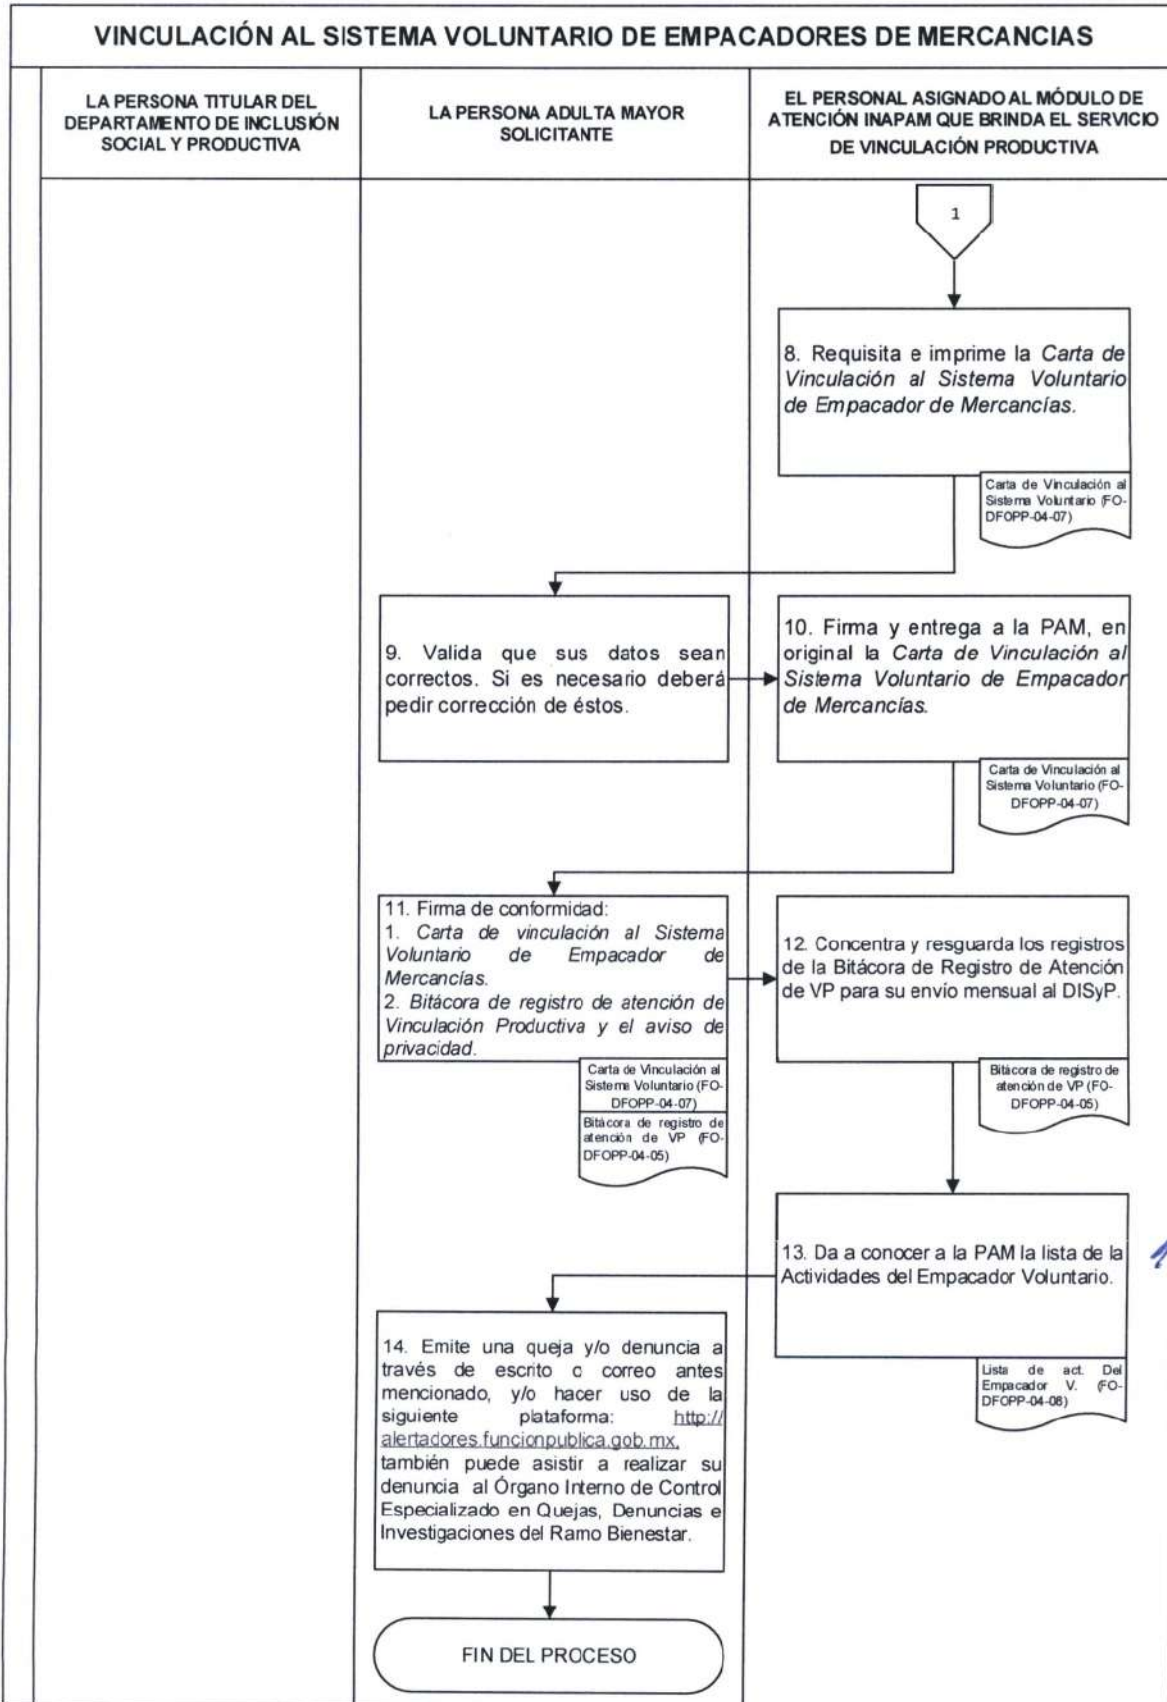 VINCULACIÓN AL SISTEMA VOLUNTARIO DE EMPACADORES DE MERCANCIAS
LA PERSONA TITULAR DEL
DEPARTAMENTO DE INCLUSIÓN
SOCIAL Y PRODUCTIVA
LA PERSONA ADULTA MAYOR
SOLICITANTE
EL PERSONAL ASIGNADO AL MÓDULO DE
ATENCIÓN INAPAM QUE BRINDA EL SERVICIO
DE VINCULACIÓN PRODUCTIVA
1
8. Requisita e imprime la Carta de
Vinculación al Sistema Voluntario
de Empacador de Mercancías.
Carta de Vinculación al
Sistema Voluntario (FO-
DFOPP-04-07)
9. Valida que sus datos sean
correctos. Si es necesario deberá
pedir corrección de éstos.
10. Firma y entrega a la PAM, en
original la Carta de Vinculación al
Sistema Voluntario de Empacador
de Mercancías.
Carta de Vinculación al
Sistema Voluntario (FO-
DFOPP-04-07)
11. Firma de conformidad:
1. Carta de vinculación al Sistema
Voluntario de Empacador de
Mercancías.
2. Bitácora de registro de atención de
Vinculación Productiva y el aviso de
privacidad.
Carta de Vinculación al
Sistema Voluntario (FO-
DFOPP-04-07)
Bitácora de registro de
atención de VP (FO-
DFOPP-04-05)
12. Concentra y resguarda los registros
de la Bitácora de Registro de Atención
de VP para su envío mensual al DISyP.
Bitácora de registro de
atención de VP (FO-
DFOPP-04-05)
13. Da a conocer a la PAM la lista de la
Actividades del Empacador Voluntario.
Lista de act. Del
Empacador V. (FO-
DFOPP-04-08)
14. Emite una queja y/o denuncia a
través de escrito o correo antes
mencionado, y/o hacer uso de la
siguiente plataforma: http://
alertadores.funcionpublica.gob.mx,
también puede asistir a realizar su
denuncia al Órgano Interno de Control
Especializado en Quejas, Denuncias e
Investigaciones del Ramo Bienestar.
FIN DEL PROCESO